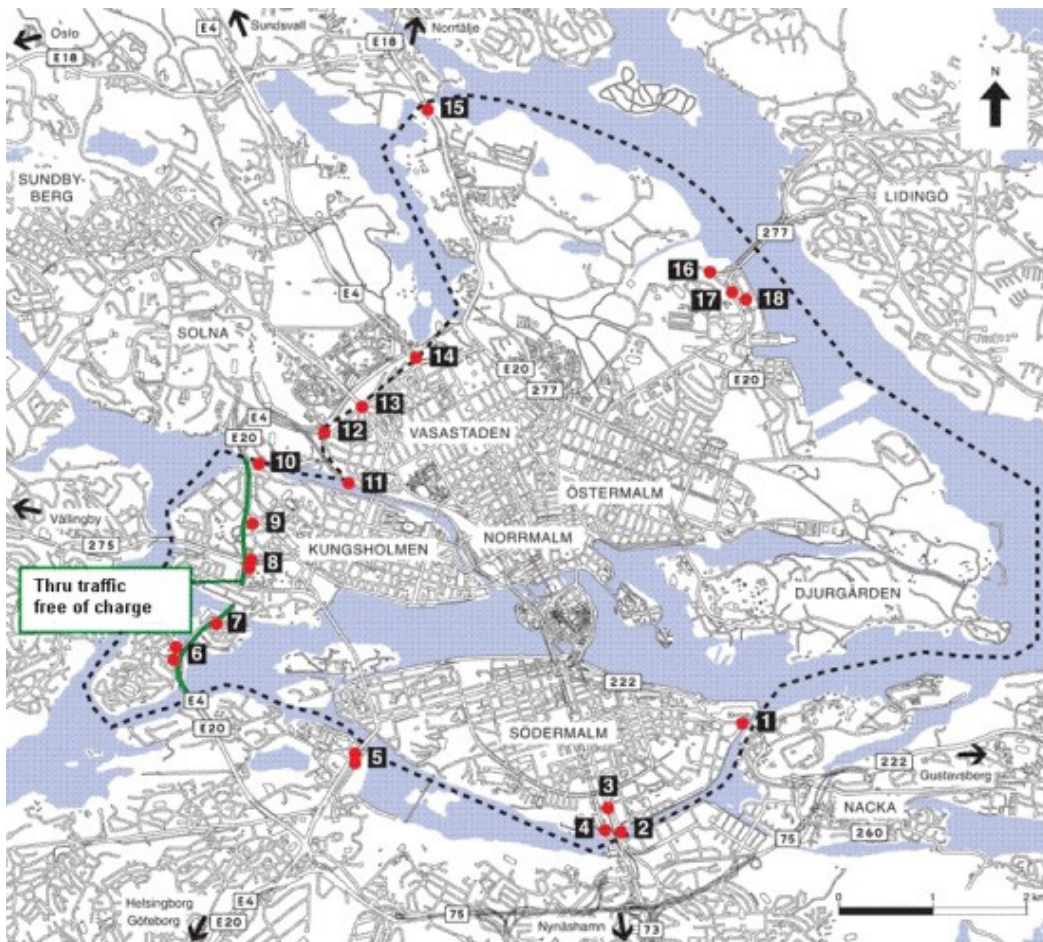 Sundsvall
E4
Norrtälje
Oslo
E18
E18
N
15
SUNDBY-
BERG
LIDINGÖ
277
16
17
18
E4
SOLNA
14
E20
E20
277
13
E4
12
VASASTADEN
E20
10
11
ÖSTERMALM
Vällingby
9
NORRMALM
275
KUNGSHOLMEN
8
Thru traffic
free of charge
DJURGÅRDEN
7
6
222
E4
E20
1
SÖDERMALM
5
222
Gustavsberg
3
NACKA
4
2
75
260
Helsingborg
Göteborg
E4
E20
75
Nynäshamn
73
0
1
2 km